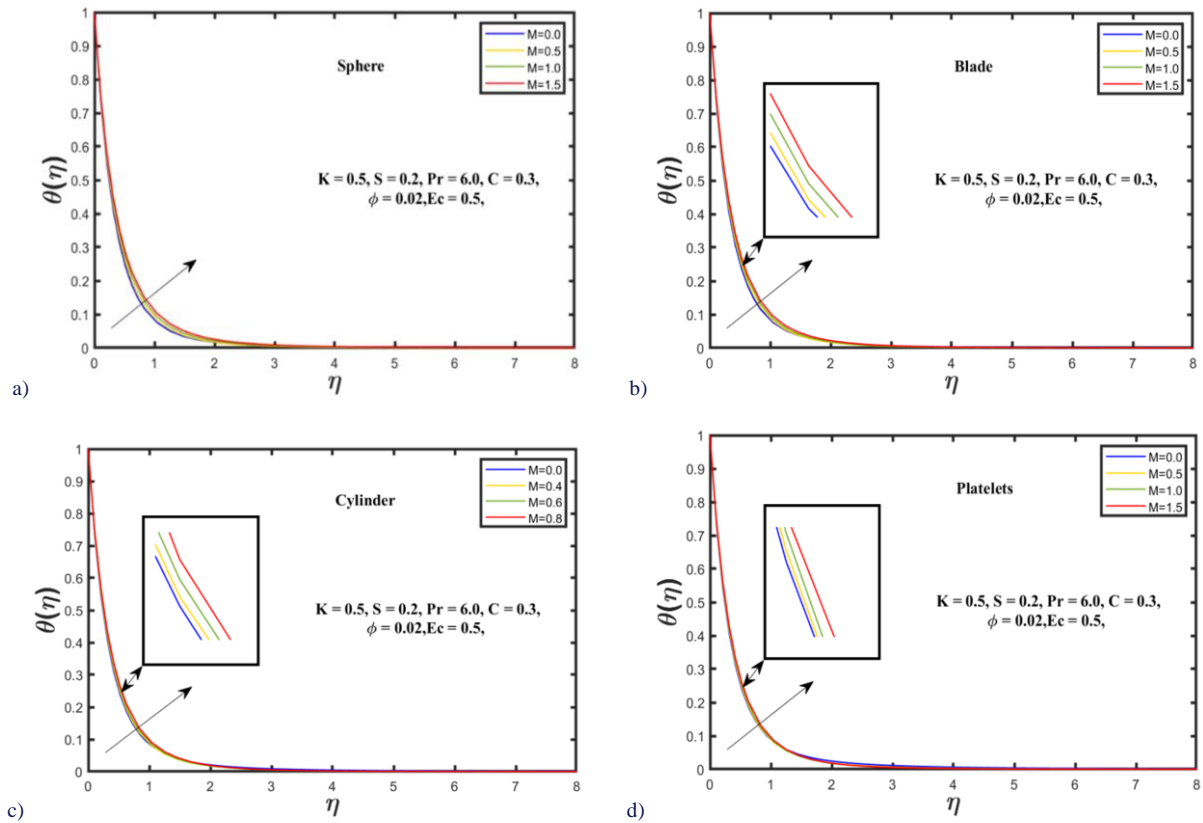 1
0.9
0.8
0.7
0.6
0.5
0.4
0.3
0.2
0.1
0
θ(η)
M=0.0
M=0.5
M=1.0
M=1.5
Sphere
K = 0.5, S = 0.2, Pr = 6.0, C = 0.3,
ϕ = 0.02,Ec = 0.5,
0 1 2 3 4 5 6 7 8
η
a)
1
0.9
0.8
0.7
0.6
0.5
0.4
0.3
0.2
0.1
0
θ(η)
M=0.0
M=0.5
M=1.0
M=1.5
Blade
K = 0.5, S = 0.2, Pr = 6.0, C = 0.3,
ϕ = 0.02,Ec = 0.5,
0 1 2 3 4 5 6 7 8
η
b)
1
0.9
0.8
0.7
0.6
0.5
0.4
0.3
0.2
0.1
0
θ(η)
M=0.0
M=0.4
M=0.6
M=0.8
Cylinder
K = 0.5, S = 0.2, Pr = 6.0, C = 0.3,
ϕ = 0.02,Ec = 0.5,
0 1 2 3 4 5 6 7 8
η
c)
1
0.9
0.8
0.7
0.6
0.5
0.4
0.3
0.2
0.1
0
θ(η)
M=0.0
M=0.5
M=1.0
M=1.5
Platelets
K = 0.5, S = 0.2, Pr = 6.0, C = 0.3,
ϕ = 0.02,Ec = 0.5,
0 1 2 3 4 5 6 7 8
η
d)